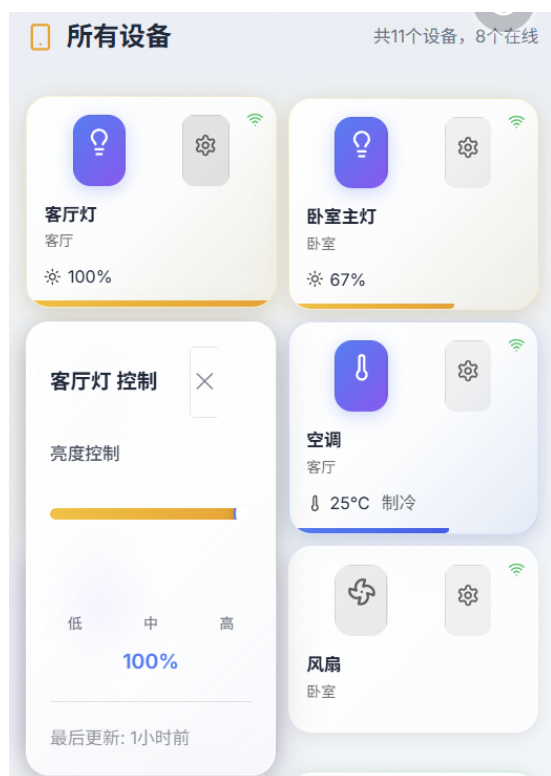 所有设备
共11个设备，8个在线
客厅灯
客厅
100%
卧室主灯
卧室
67%
客厅灯 控制
亮度控制
低 中 高
100%
最后更新: 1小时前
空调
客厅
25°C 制冷
风扇
卧室